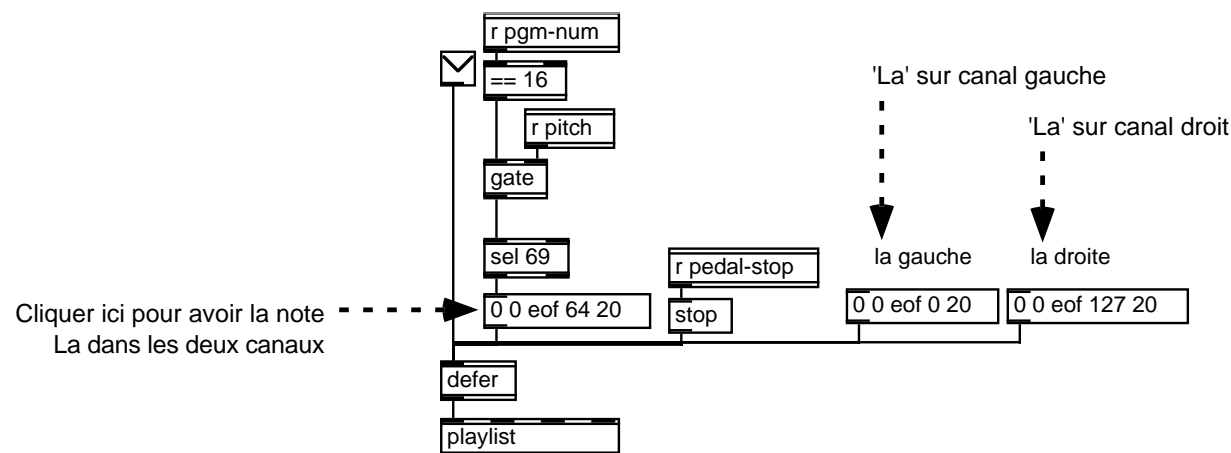 r pgm-num
== 16
'La' sur canal gauche
r pitch
'La' sur canal droit
gate
sel 69
r pedal-stop
la gauche
la droite
Cliquer ici pour avoir la note
La dans les deux canaux
0 0 eof 64 20
stop
0 0 eof 0 20
0 0 eof 127 20
defer
playlist